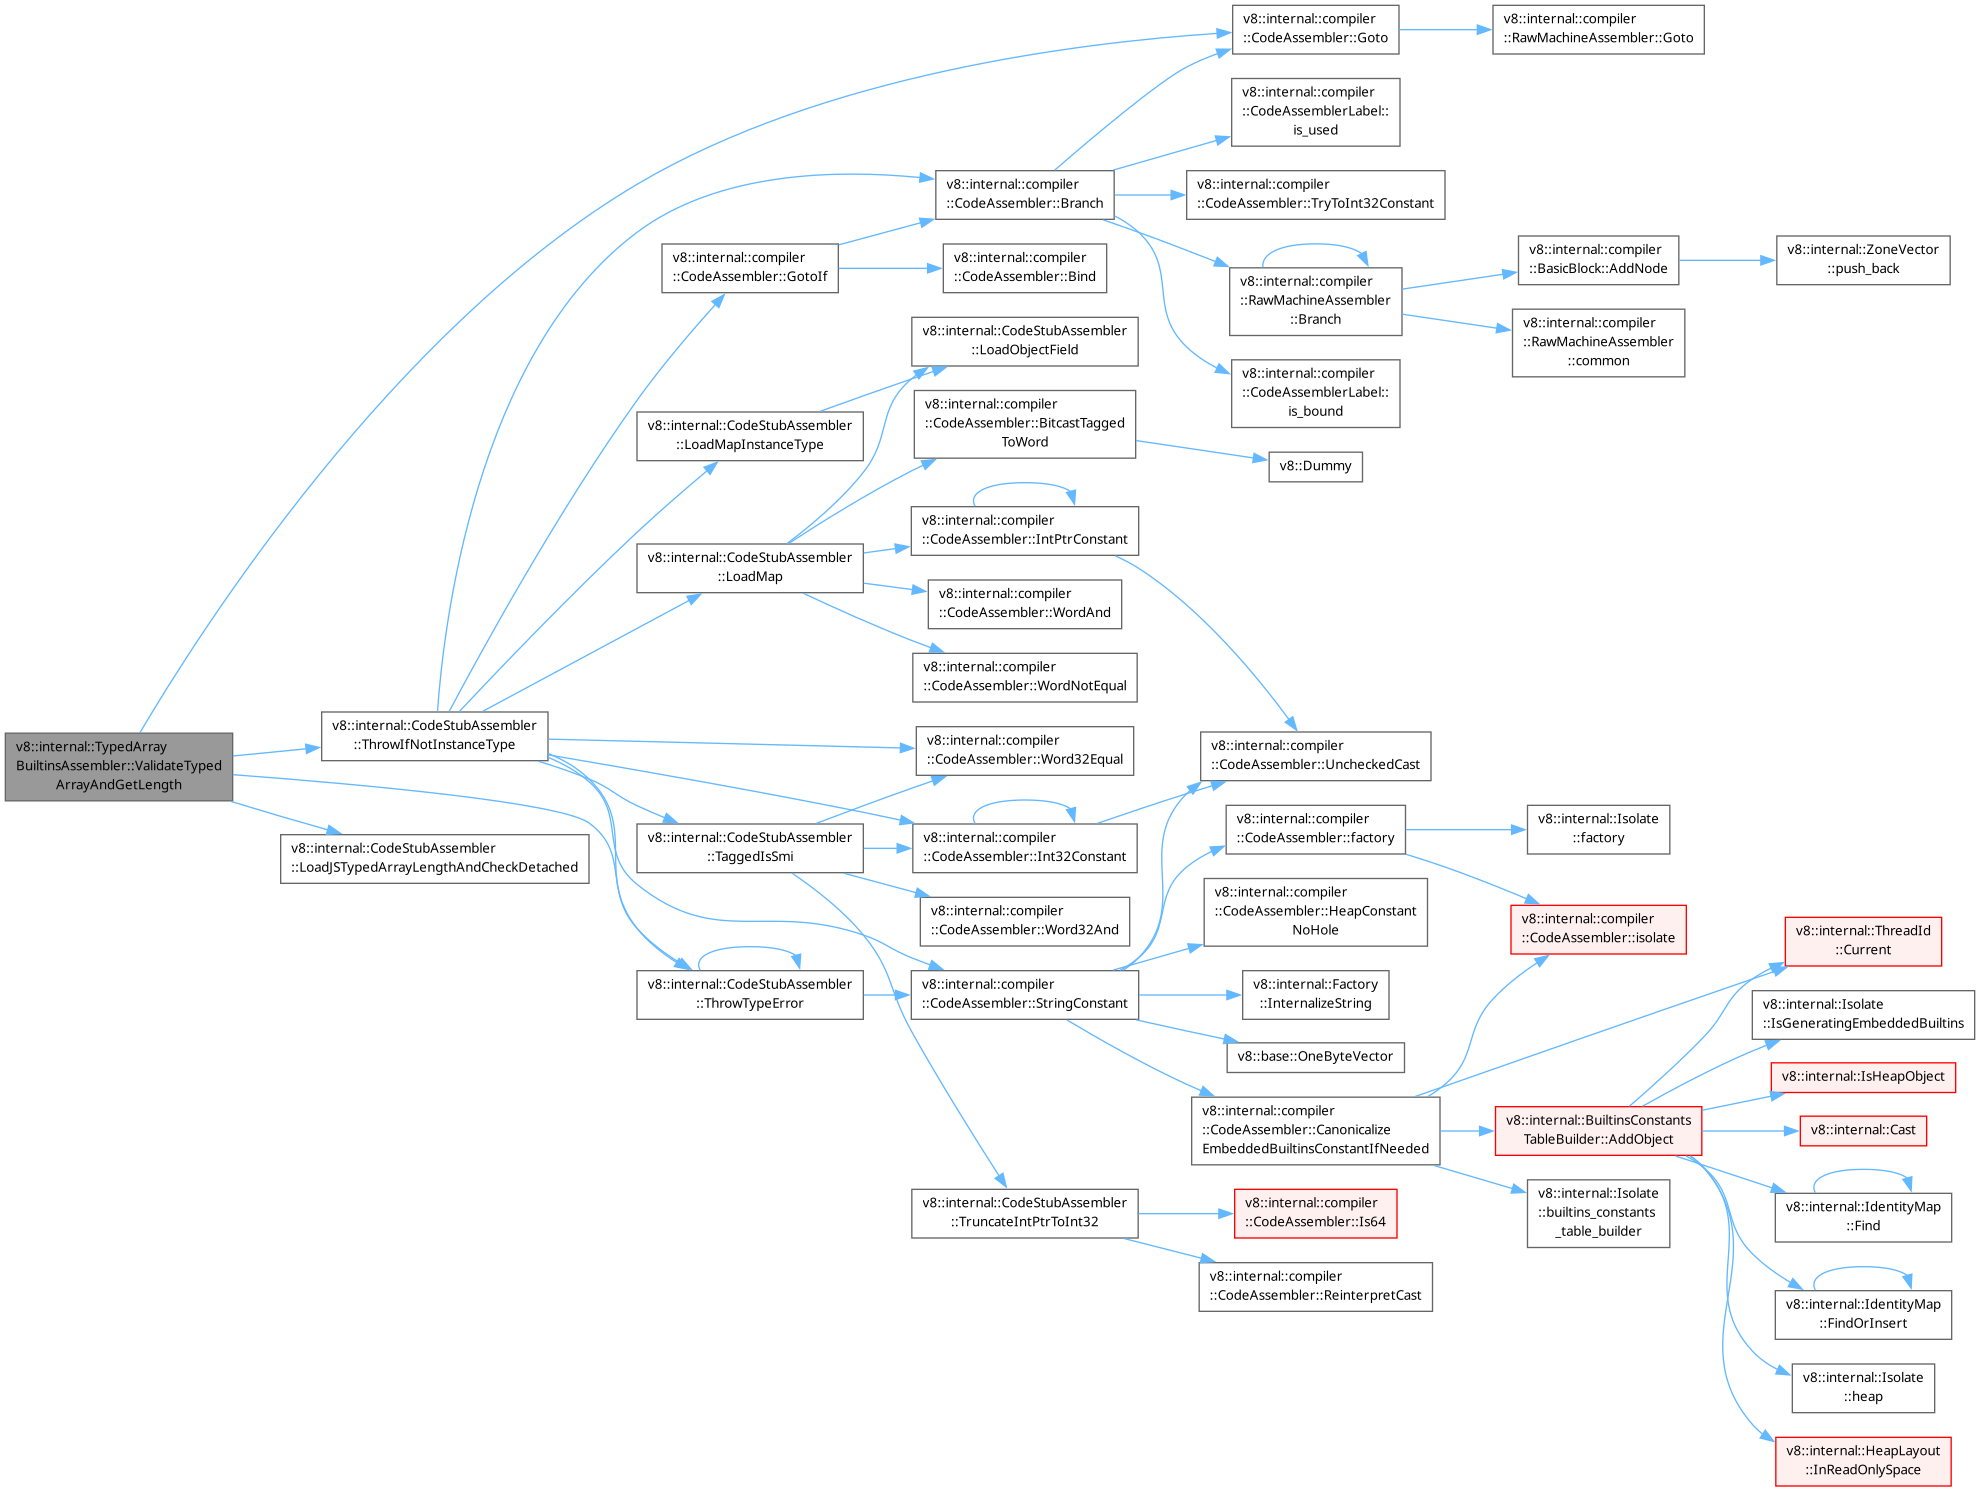 v8::internal::TypedArray
BuiltinsAssembler::ValidateTyped
ArrayAndGetLength
v8::internal::CodeStubAssembler
::ThrowIfNotInstanceType
v8::internal::CodeStubAssembler
::LoadJSTypedArrayLengthAndCheckDetached
v8::internal::compiler
::CodeAssembler::GotoIf
v8::internal::CodeStubAssembler
::LoadMapInstanceType
v8::internal::CodeStubAssembler
::LoadMap
v8::internal::CodeStubAssembler
::TaggedIsSmi
v8::internal::CodeStubAssembler
::ThrowTypeError
v8::internal::compiler
::CodeAssembler::Branch
v8::internal::compiler
::CodeAssembler::Bind
v8::internal::CodeStubAssembler
::LoadObjectField
v8::internal::compiler
::CodeAssembler::BitcastTagged
ToWord
v8::internal::compiler
::CodeAssembler::IntPtrConstant
v8::internal::compiler
::CodeAssembler::WordAnd
v8::internal::compiler
::CodeAssembler::WordNotEqual
v8::internal::compiler
::CodeAssembler::Word32Equal
v8::internal::compiler
::CodeAssembler::Int32Constant
v8::internal::compiler
::CodeAssembler::Word32And
v8::internal::compiler
::CodeAssembler::StringConstant
v8::internal::CodeStubAssembler
::TruncateIntPtrToInt32
v8::internal::compiler
::CodeAssembler::Goto
v8::internal::compiler
::CodeAssemblerLabel::
is_used
v8::internal::compiler
::CodeAssembler::TryToInt32Constant
v8::internal::compiler
::RawMachineAssembler
::Branch
v8::internal::compiler
::CodeAssemblerLabel::
is_bound
v8::Dummy
v8::internal::compiler
::CodeAssembler::UncheckedCast
v8::internal::compiler
::CodeAssembler::factory
v8::internal::compiler
::CodeAssembler::HeapConstant
NoHole
v8::internal::Factory
::InternalizeString
v8::base::OneByteVector
v8::internal::compiler
::CodeAssembler::Canonicalize
EmbeddedBuiltinsConstantIfNeeded
v8::internal::compiler
::CodeAssembler::Is64
v8::internal::compiler
::CodeAssembler::ReinterpretCast
v8::internal::compiler
::RawMachineAssembler::Goto
v8::internal::compiler
::BasicBlock::AddNode
v8::internal::compiler
::RawMachineAssembler
::common
v8::internal::Isolate
::factory
v8::internal::compiler
::CodeAssembler::isolate
v8::internal::BuiltinsConstants
TableBuilder::AddObject
v8::internal::Isolate
::builtins_constants
_table_builder
v8::internal::ZoneVector
::push_back
v8::internal::ThreadId
::Current
v8::internal::Isolate
::IsGeneratingEmbeddedBuiltins
v8::internal::IsHeapObject
v8::internal::Cast
v8::internal::IdentityMap
::Find
v8::internal::IdentityMap
::FindOrInsert
v8::internal::Isolate
::heap
v8::internal::HeapLayout
::InReadOnlySpace